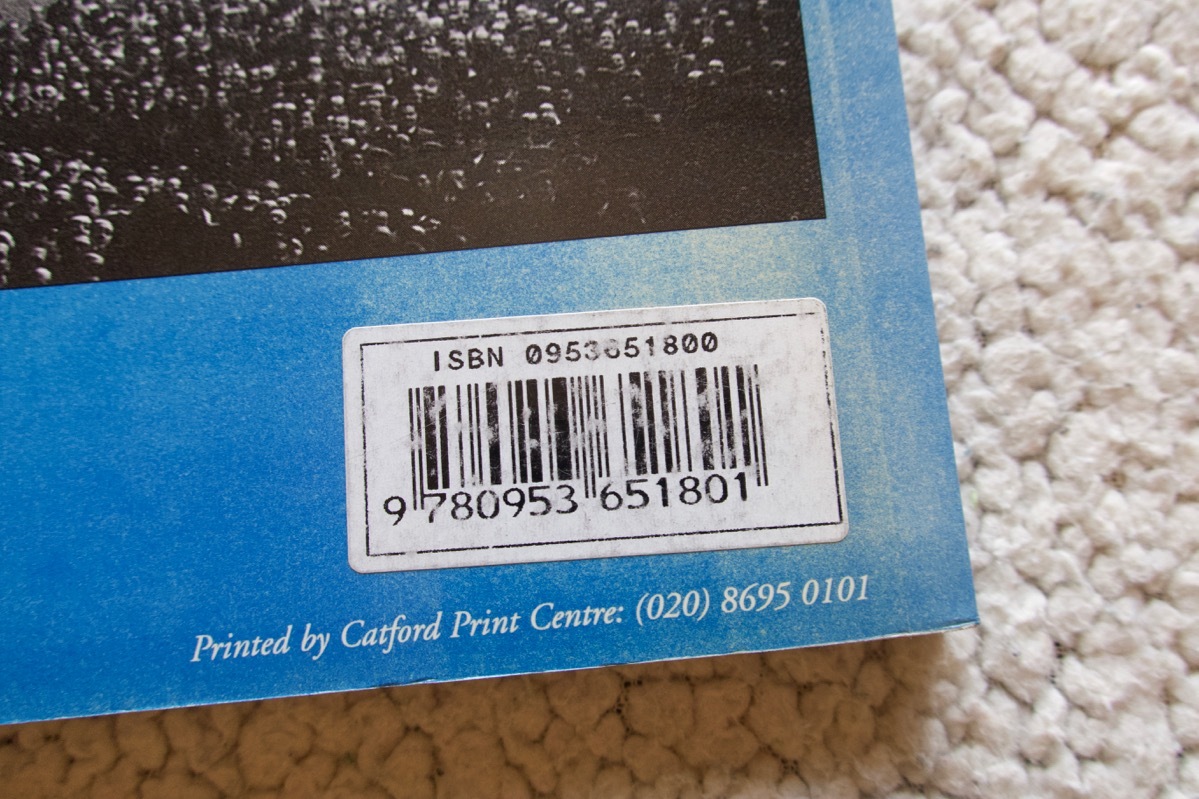 ISBN 0953651800
9 780953 651801
Printed by Catford Print Centre: (020) 8695 0101